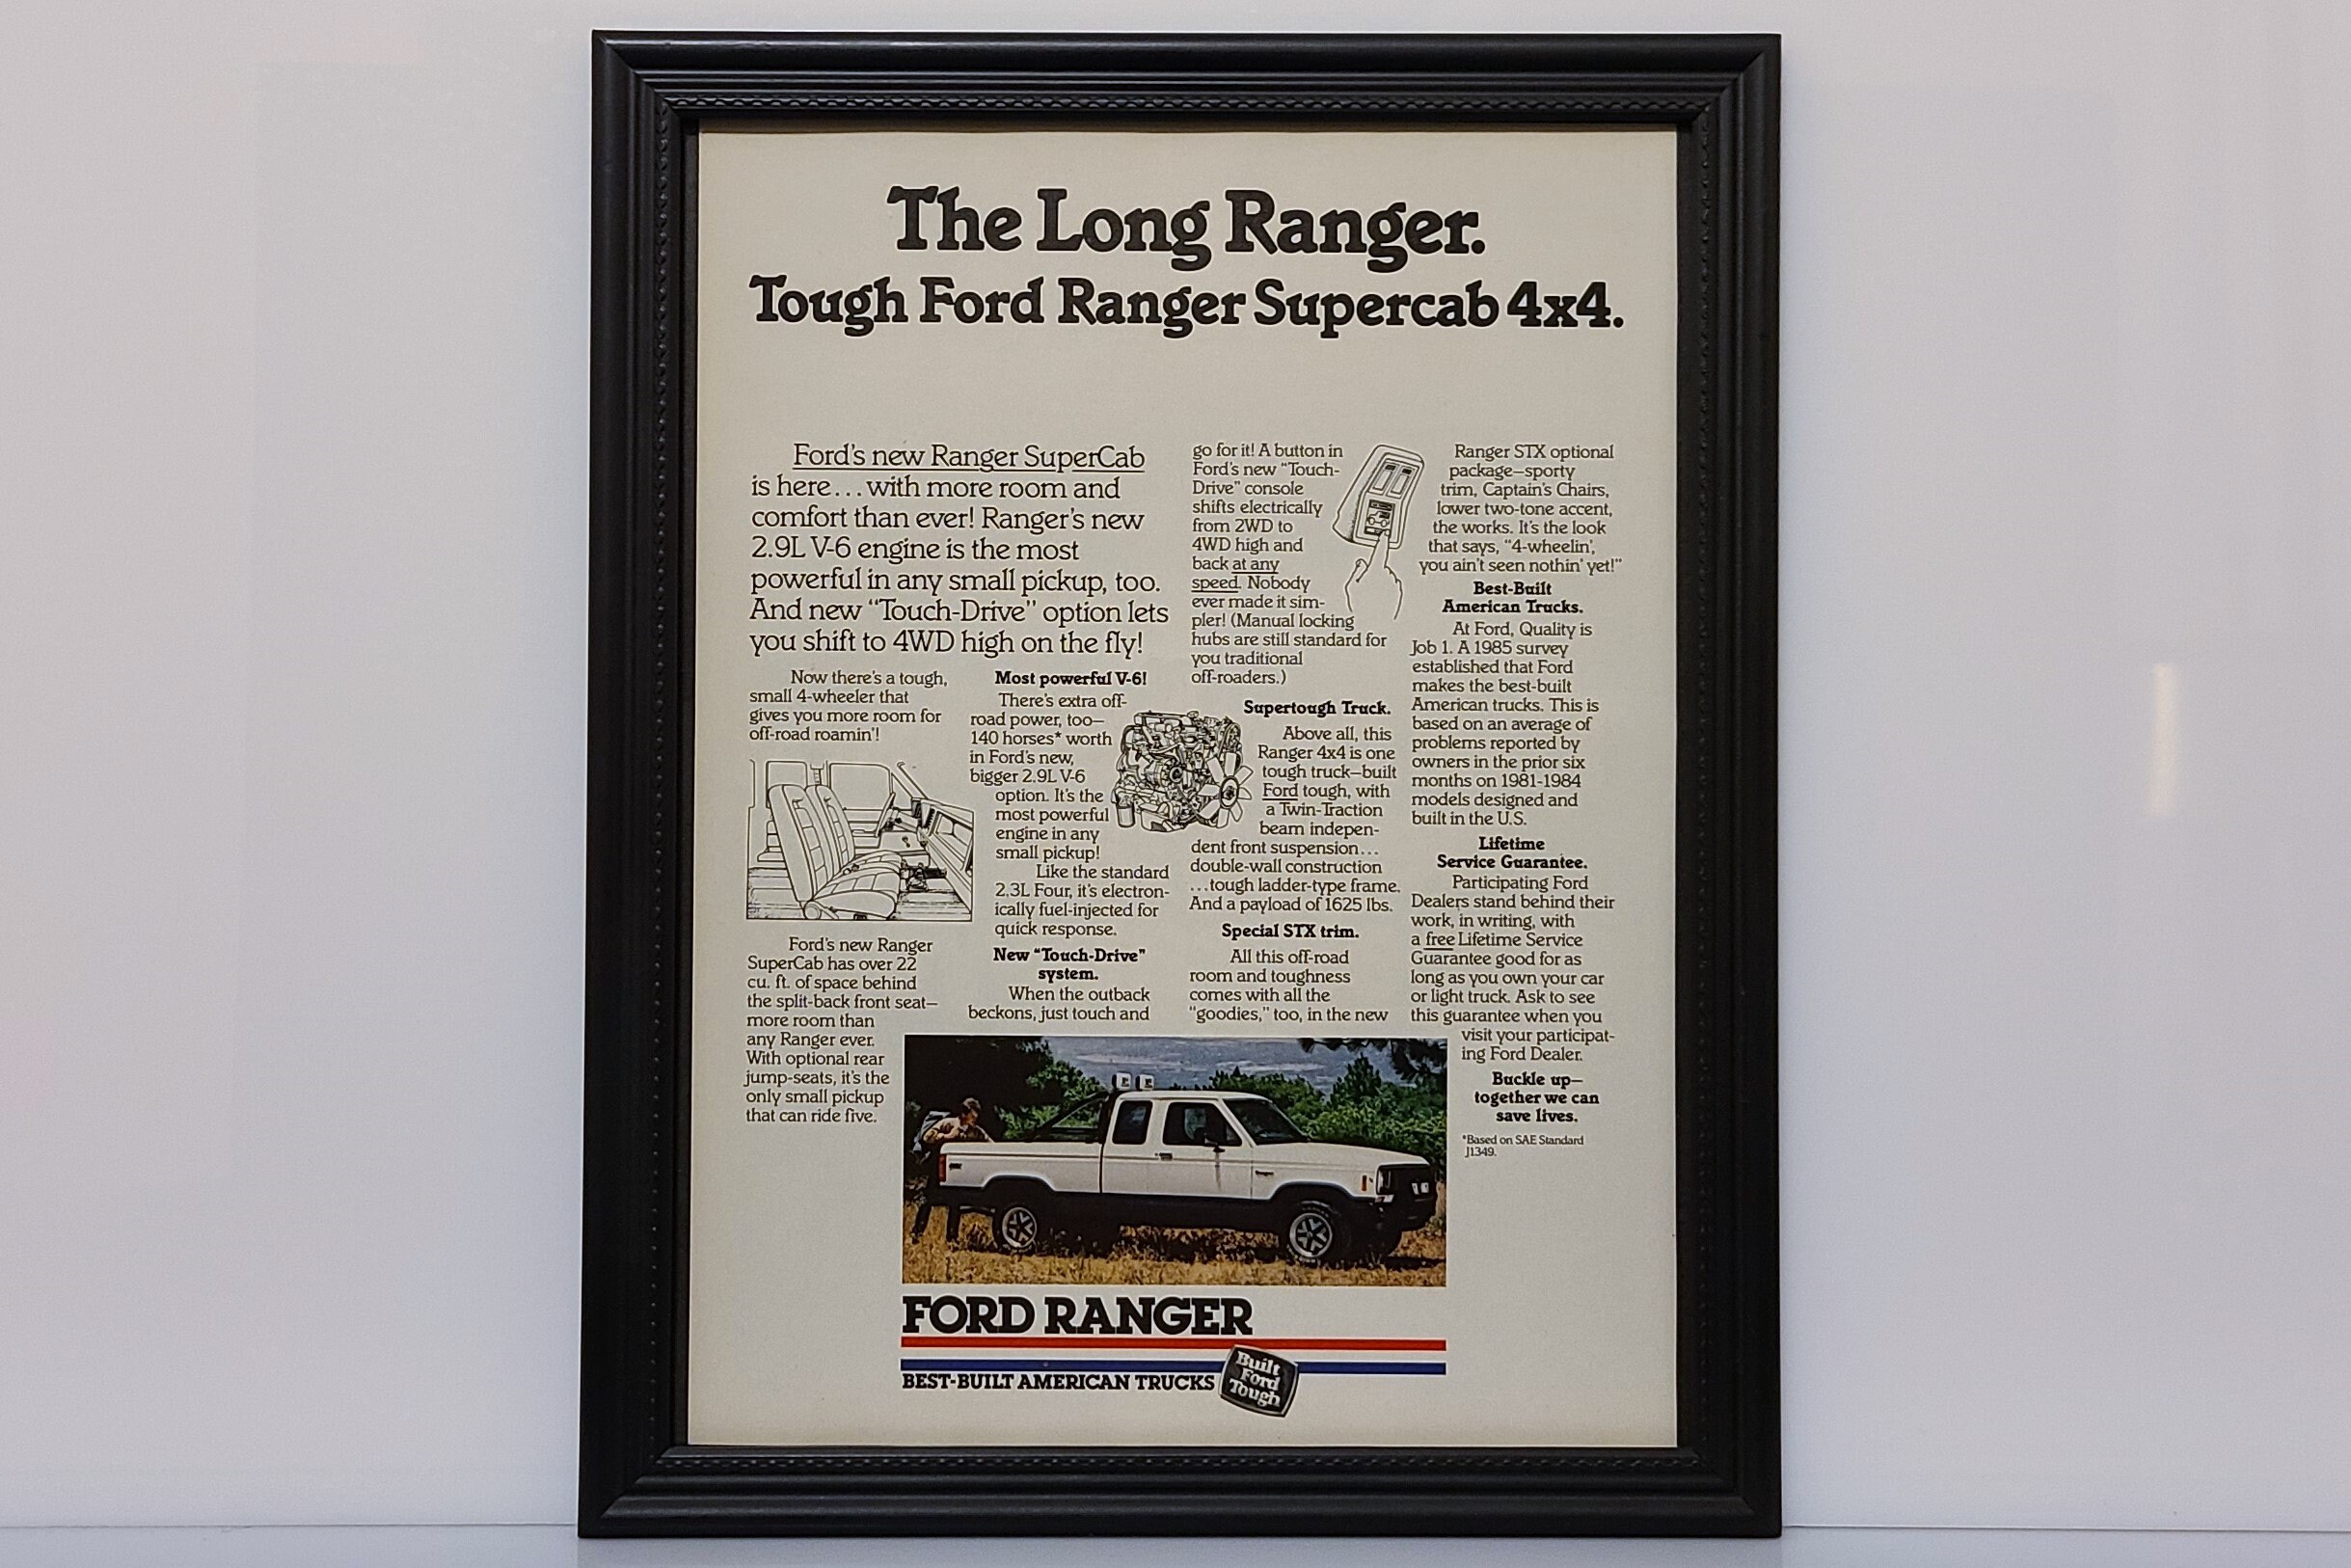 The Long Ranger.
Tough Ford Ranger Supercab 4x4.
Ford's new Ranger SuperCab
is here...with more room and
comfort than ever! Ranger's new
2.9L V-6 engine is the most
powerful in any small pickup, too.
And new "Touch-Drive" option lets
you shift to 4WD high on the fly!
Now there's a tough,
small 4-wheeler that
gives you more room for
off-road roamin'!
Ford's new Ranger
SuperCab has over 22
cu. ft. of space behind
the split-back front seat—
more room than
any Ranger ever.
With optional rear
jump-seats, it's the
only small pickup
that can ride five.
Most powerful V-6!
There's extra off-
road power, too—
140 horses* worth
in Ford's new,
bigger 2.9L V-6
option. It's the
most powerful
engine in any
small pickup!
Like the standard
2.3L Four, it's electron-
ically fuel-injected for
quick response.
New "Touch-Drive"
system.
When the outback
beckons, just touch and
go for it! A button in
Ford's new "Touch-
Drive" console
shifts electrically
from 2WD to
4WD high and
back at any
speed. Nobody
ever made it sim-
pler! (Manual locking
hubs are still standard for
you traditional
off-roaders.)
Supertough Truck.
Above all, this
Ranger 4x4 is one
tough truck—built
Ford tough, with
a Twin-Traction
beam indepen-
dent front suspension...
double-wall construction
...tough ladder-type frame.
And a payload of 1625 lbs.
Special STX trim.
All this off-road
room and toughness
comes with all the
"goodies," too, in the new
Ranger STX optional
package—sporty
trim, Captain's Chairs,
lower two-tone accent,
the works. It's the look
that says, "4-wheelin',
you ain't seen nothin' yet!"
Best-Built
American Trucks.
At Ford, Quality is
Job 1. A 1985 survey
established that Ford
makes the best-built
American trucks. This is
based on an average of
problems reported by
owners in the prior six
months on 1981-1984
models designed and
built in the U.S.
Lifetime
Service Guarantee.
Participating Ford
Dealers stand behind their
work, in writing, with
a free Lifetime Service
Guarantee good for as
long as you own your car
or light truck. Ask to see
this guarantee when you
visit your participat-
ing Ford Dealer.
Buckle up—
together we can
save lives.
*Based on SAE Standard
J1349.
FORD RANGER
BEST-BUILT AMERICAN TRUCKS
Built
Ford
Tough